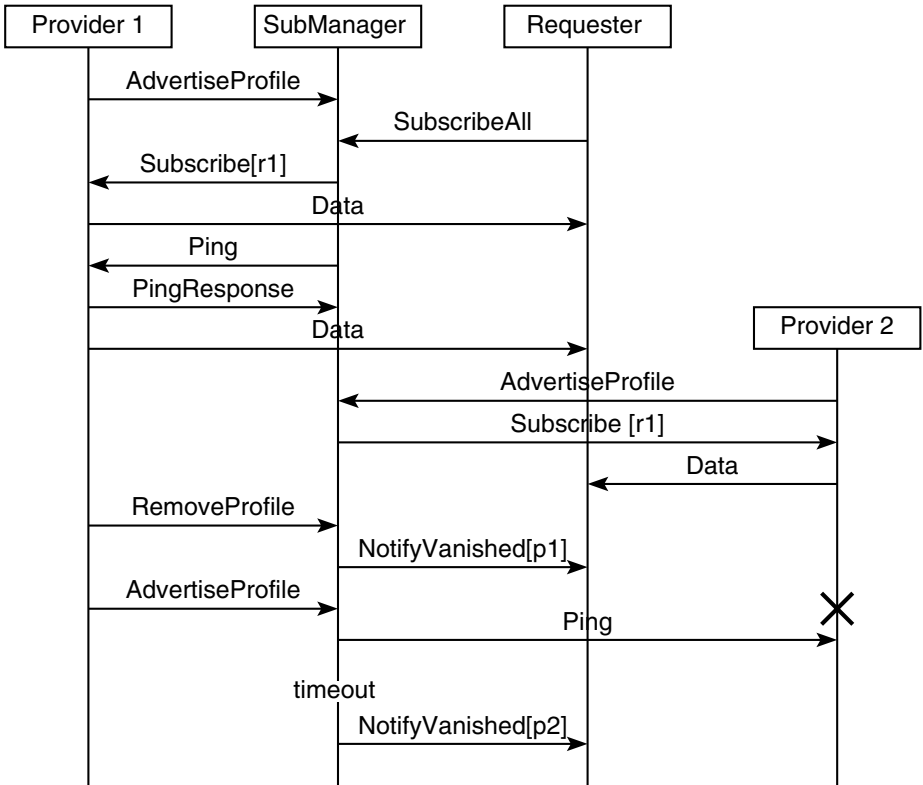 Provider 1
SubManager
Requester
AdvertiseProfile
SubscribeAll
Subscribe[r1]
Data
Ping
PingResponse
Data
Provider 2
AdvertiseProfile
Subscribe [r1]
Data
RemoveProfile
NotifyVanished[p1]
AdvertiseProfile
Ping
timeout
NotifyVanished[p2]